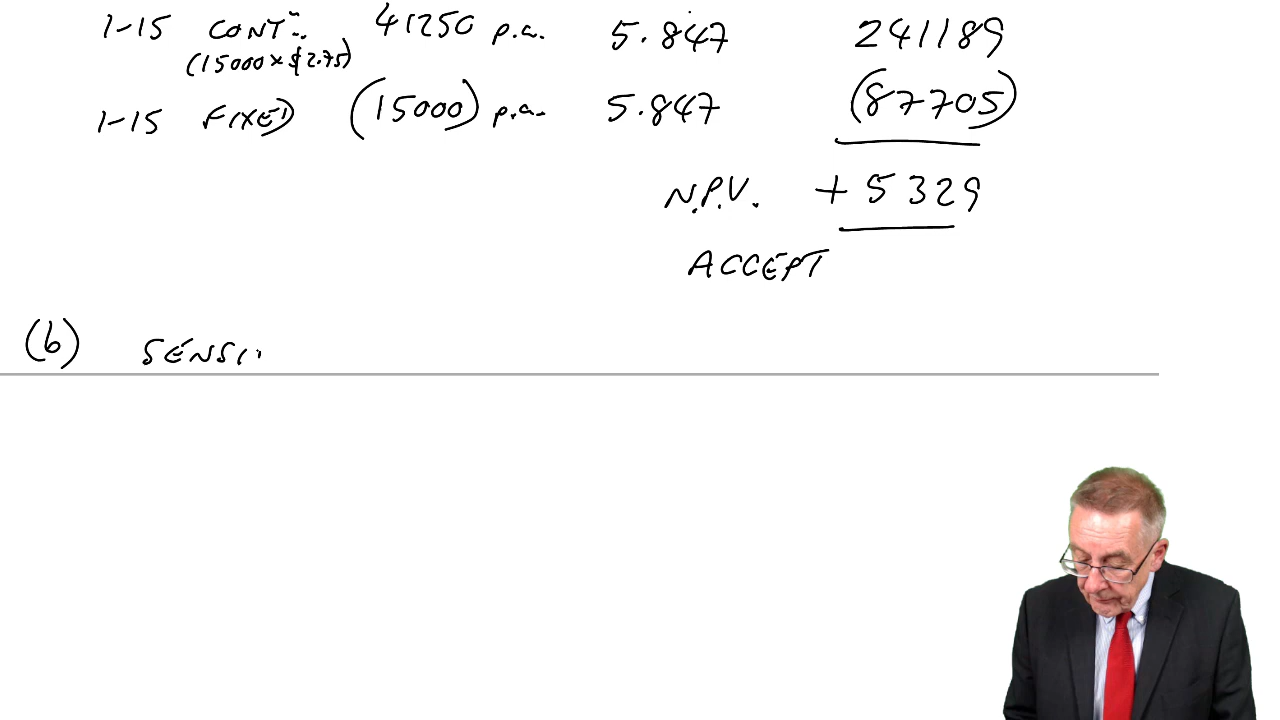 1-15 CONT~: 41250 p.a. 5.847 241189
(15000 × $2.75)
1-15 FIXED (15000) p.a. 5.847 (87705)
N.P.V. + 5329
ACCEPT
(b) SENSI